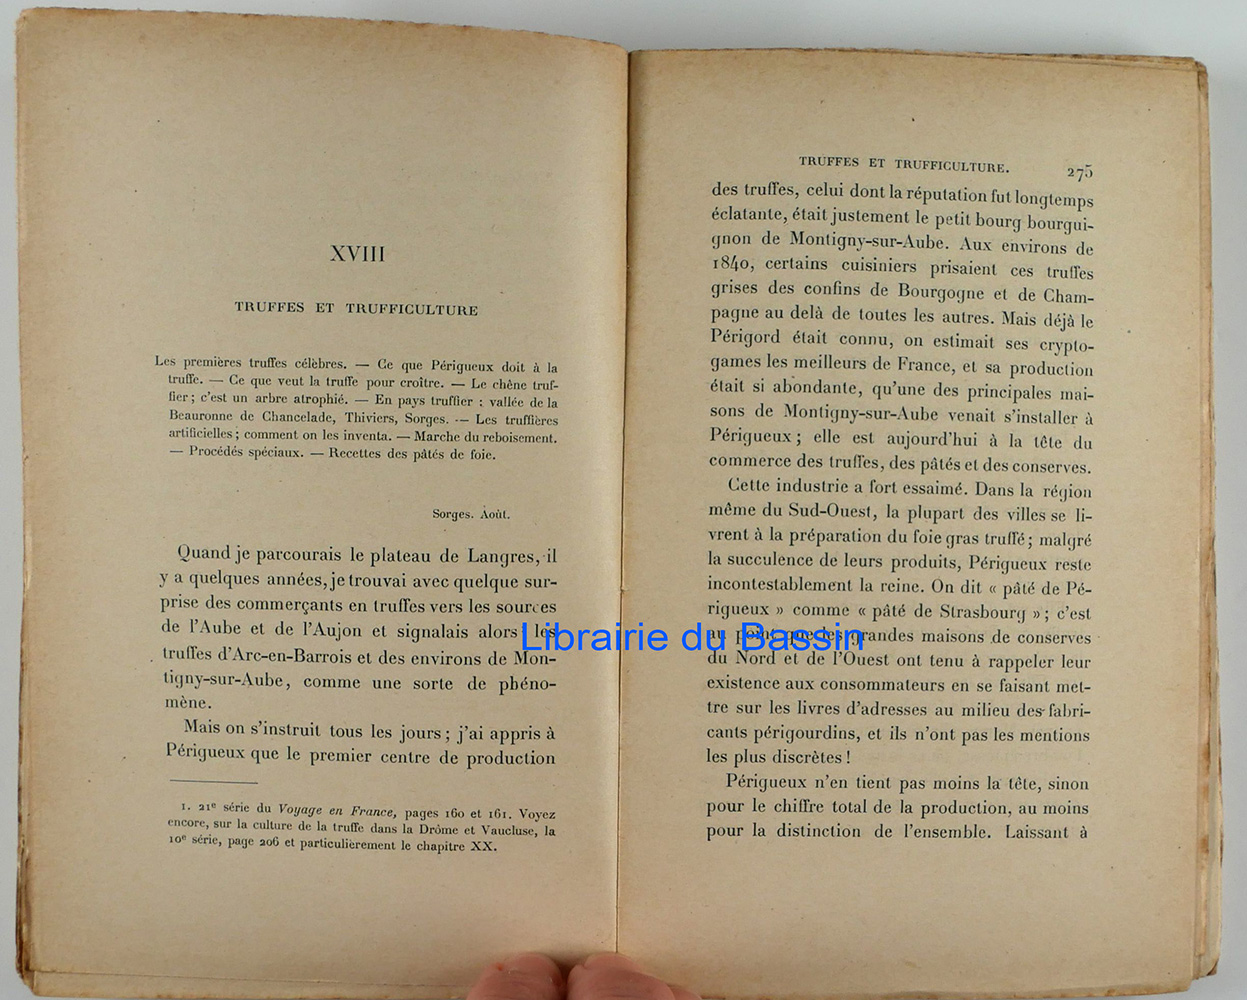 XVIII
TRUFFES ET TRUFFICULTURE
Les premières truffes célèbres. — Ce que Périgueux doit à la
truffe. — Ce que veut la truffe pour croître. — Le chêne truf-
fier ; c'est un arbre atrophié. — En pays truffier : vallée de la
Beauronne de Chancelade, Thiviers, Sorges. — Les truffières
artificielles ; comment on les inventa. — Marche du reboisement.
— Procédés spéciaux. — Recettes des pâtés de foie.
Sorges. Août.
Quand je parcourais le plateau de Langres, il
y a quelques années, je trouvai avec quelque sur-
prise des commerçants en truffes vers les sources
de l'Aube et de l'Aujon et signalais alors¹ les
truffes d'Arc-en-Barrois et des environs de Mon-
tigny-sur-Aube, comme une sorte de phéno-
mène.
Mais on s'instruit tous les jours ; j'ai appris à
Périgueux que le premier centre de production
1. 21e série du Voyage en France, pages 160 et 161. Voyez
encore, sur la culture de la truffe dans la Drôme et Vaucluse, la
10e série, page 206 et particulièrement le chapitre XX.
TRUFFES ET TRUFFICULTURE. 275
des truffes, celui dont la réputation fut longtemps
éclatante, était justement le petit bourg bourgui-
gnon de Montigny-sur-Aube. Aux environs de
1840, certains cuisiniers prisaient ces truffes
grises des confins de Bourgogne et de Cham-
pagne au delà de toutes les autres. Mais déjà le
Périgord était connu, on estimait ses crypto-
games les meilleurs de France, et sa production
était si abondante, qu'une des principales mai-
sons de Montigny-sur-Aube venait s'installer à
Périgueux ; elle est aujourd'hui à la tête du
commerce des truffes, des pâtés et des conserves.
Cette industrie a fort essaimé. Dans la région
même du Sud-Ouest, la plupart des villes se li-
vrent à la préparation du foie gras truffé ; malgré
la succulence de leurs produits, Périgueux reste
incontestablement la reine. On dit « pâté de Pé-
rigueux » comme « pâté de Strasbourg » ; c'est
au point que les grandes maisons de conserves
du Nord et de l'Ouest ont tenu à rappeler leur
existence aux consommateurs en se faisant met-
tre sur les livres d'adresses au milieu des fabri-
cants périgourdins, et ils n'ont pas les mentions
les plus discrètes !
Périgueux n'en tient pas moins la tête, sinon
pour le chiffre total de la production, au moins
pour la distinction de l'ensemble. Laissant à
Librairie du Bassin